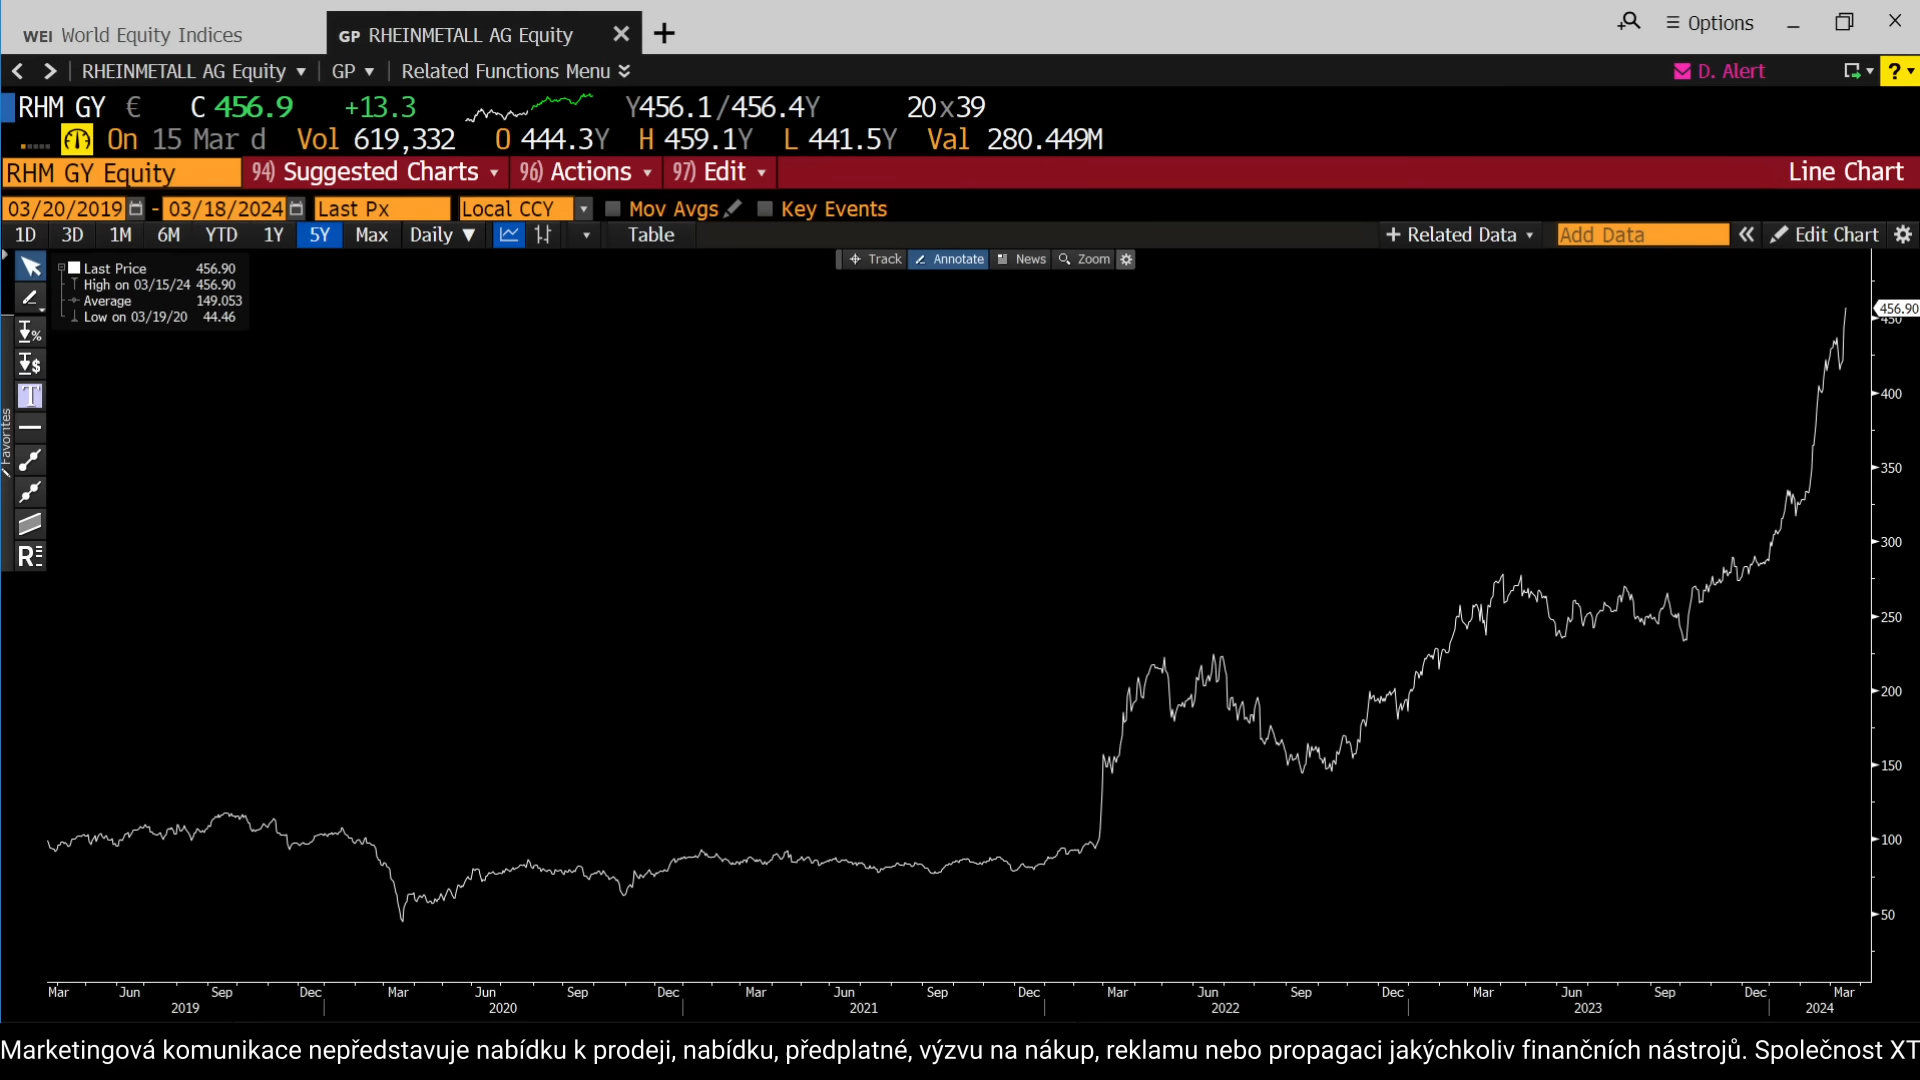 WEI World Equity Indices
GP RHEINMETALL AG Equity
Options
RHEINMETALL AG Equity GP Related Functions Menu
D. Alert
?
RHM GY € C 456.9 +13.3 Y456.1/456.4Y 20x39
On 15 Mar d Vol 619,332 O 444.3Y H 459.1Y L 441.5Y Val 280.449M
RHM GY Equity 94) Suggested Charts 96) Actions 97) Edit Line Chart
03/20/2019 - 03/18/2024 Last Px Local CCY Mov Avgs Key Events
1D 3D 1M 6M YTD 1Y 5Y Max Daily ▼ Table + Related Data Add Data « Edit Chart
Track Annotate News Zoom
Last Price 456.90
High on 03/15/24 456.90
Average 149.053
Low on 03/19/20 44.46
%
$
T
R
Favorites
456.90
450
400
350
300
250
200
150
100
50
Mar Jun Sep Dec Mar Jun Sep Dec Mar Jun Sep Dec Mar Jun Sep Dec Mar Jun Sep Dec Mar
2019 2020 2021 2022 2023 2024
Marketingová komunikace nepředstavuje nabídku k prodeji, nabídku, předplatné, výzvu na nákup, reklamu nebo propagaci jakýchkoliv finančních nástrojů. Společnost XT